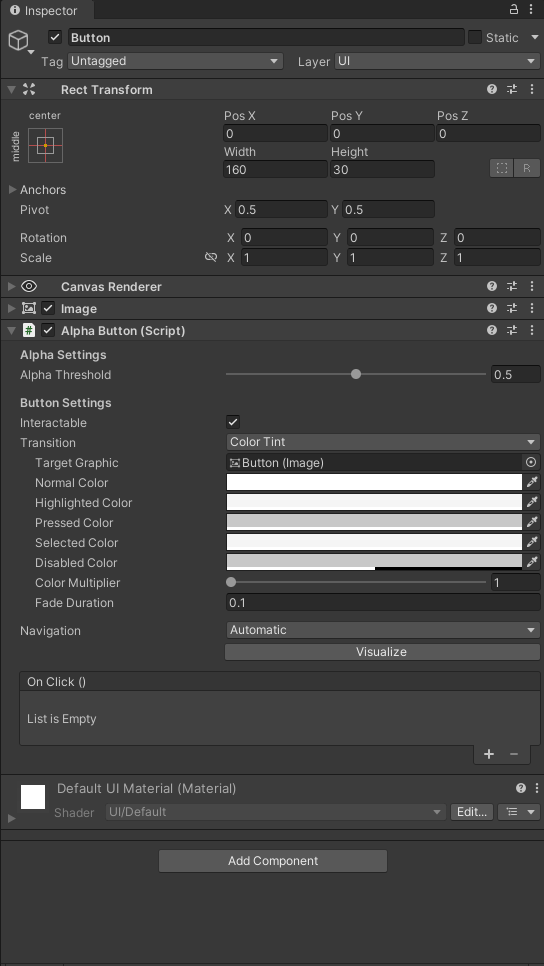 Inspector
Button
Static
Tag Untagged Layer UI
Rect Transform
center Pos X Pos Y Pos Z
middle 0 0 0
Width Height
160 30 R
Anchors
Pivot X 0.5 Y 0.5
Rotation X 0 Y 0 Z 0
Scale X 1 Y 1 Z 1
Canvas Renderer
Image
# Alpha Button (Script)
Alpha Settings
Alpha Threshold 0.5
Button Settings
Interactable
Transition Color Tint
Target Graphic Button (Image)
Normal Color
Highlighted Color
Pressed Color
Selected Color
Disabled Color
Color Multiplier 1
Fade Duration 0.1
Navigation Automatic
Visualize
On Click ()
List is Empty
+ −
Default UI Material (Material)
Shader UI/Default Edit...
Add Component